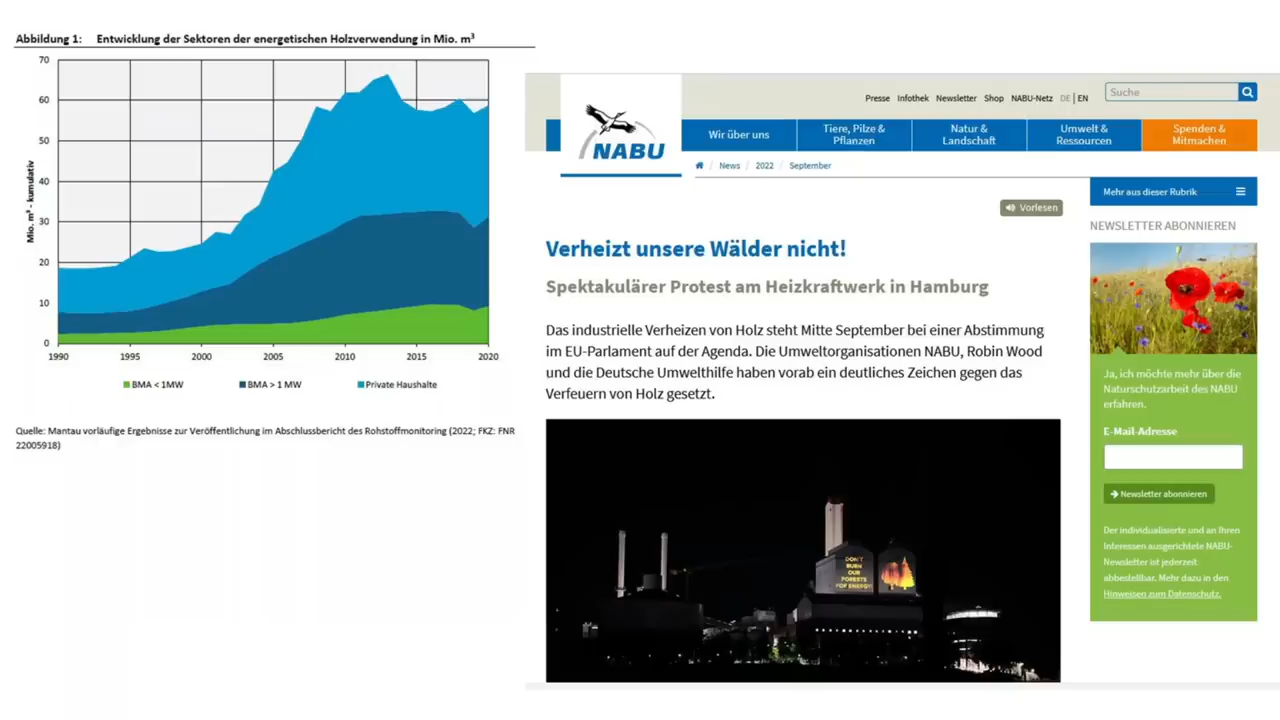 Abbildung 1: Entwicklung der Sektoren der energetischen Holzverwendung in Mio. m³
Mio. m³ - kumulativ
70
60
50
40
30
20
10
0
1990 1995 2000 2005 2010 2015 2020
BMA < 1MW BMA > 1 MW Private Haushalte
Quelle: Mantau vorläufige Ergebnisse zur Veröffentlichung im Abschlussbericht des Rohstoffmonitoring (2022; FKZ: FNR
22005918)
NABU
Presse Infothek Newsletter Shop NABU-Netz DE | EN
Suche
Wir über uns
Tiere, Pilze &
Pflanzen
Natur &
Landschaft
Umwelt &
Ressourcen
Spenden &
Mitmachen
/ News / 2022 / September
Vorlesen
Verheizt unsere Wälder nicht!
Spektakulärer Protest am Heizkraftwerk in Hamburg
Das industrielle Verheizen von Holz steht Mitte September bei einer Abstimmung
im EU-Parlament auf der Agenda. Die Umweltorganisationen NABU, Robin Wood
und die Deutsche Umwelthilfe haben vorab ein deutliches Zeichen gegen das
Verfeuern von Holz gesetzt.
DON'T
BURN
OUR
FORESTS
FOR ENERGY!
Mehr aus dieser Rubrik
NEWSLETTER ABONNIEREN
Ja, ich möchte mehr über die
Naturschutzarbeit des NABU
erfahren.
E-Mail-Adresse
Newsletter abonnieren
Der individualisierte und an Ihren
Interessen ausgerichtete NABU-
Newsletter ist jederzeit
abbestellbar. Mehr dazu in den
Hinweisen zum Datenschutz.